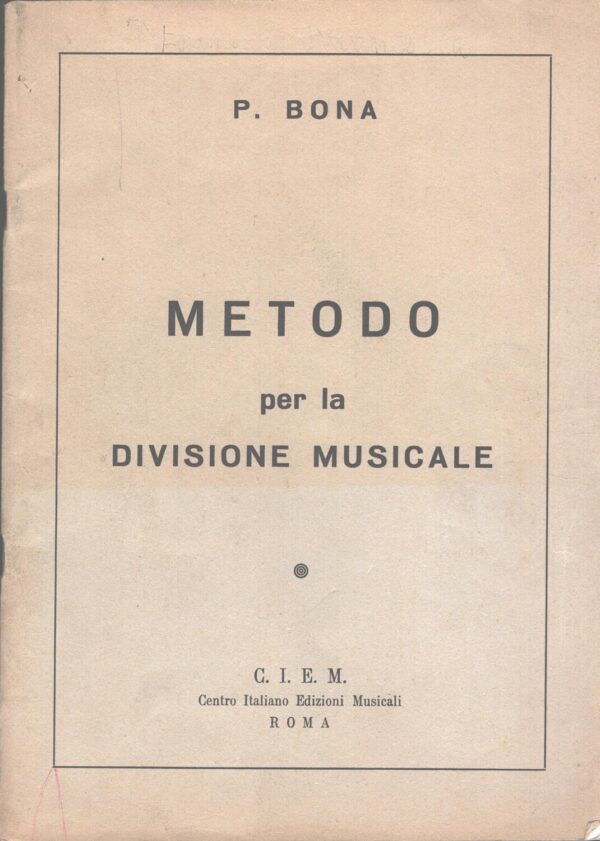 P. BONA
METODO
per la
DIVISIONE MUSICALE
C. I. E. M.
Centro Italiano Edizioni Musicali
ROMA